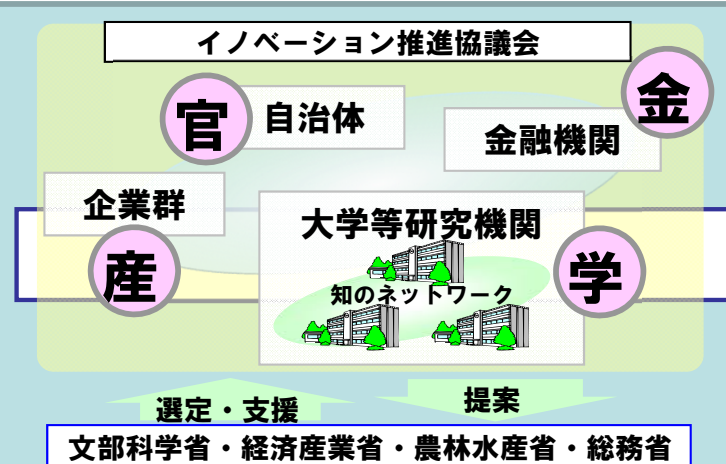 イノベーション推進協議会
官
自治体
金
金融機関
企業群
産
大学等研究機関
学
知のネットワーク
選定・支援
提案
文部科学省・経済産業省・農林水産省・総務省